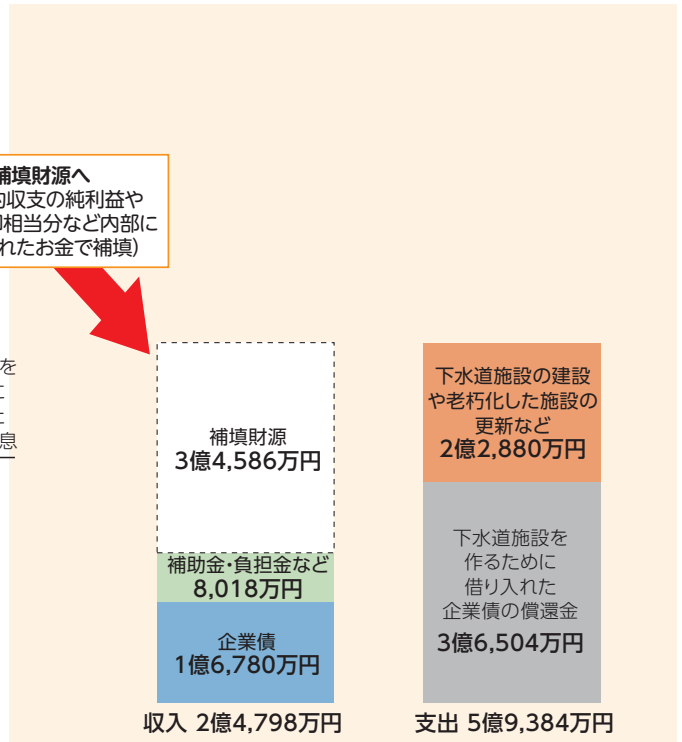 補填財源へ
的収支の純利益や
却相当分など内部に
れたお金で補填)
を
息
補填財源
3億4,586万円
補助金・負担金など
8,018万円
企業債
1億6,780万円
収入 2億4,798万円
下水道施設の建設
や老朽化した施設の
更新など
2億2,880万円
下水道施設を
作るために
借り入れた
企業債の償還金
3億6,504万円
支出 5億9,384万円